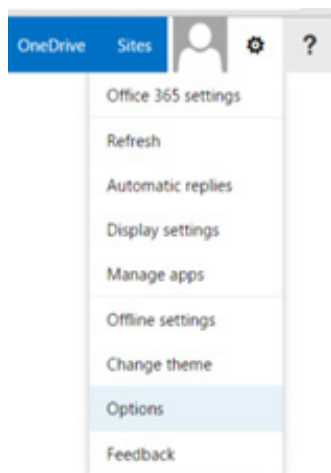 OneDrive Sites ?
Office 365 settings
Refresh
Automatic replies
Display settings
Manage apps
Offline settings
Change theme
Options
Feedback